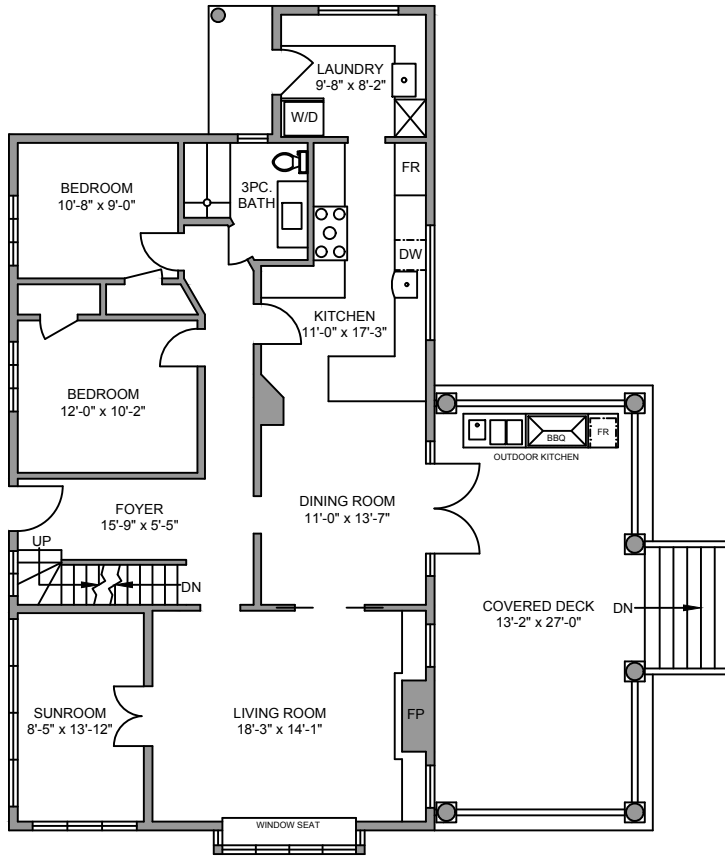 LAUNDRY
9'-8" x 8'-2"
W/D
BEDROOM
10'-8" x 9'-0"
3PC.
BATH
FR
DW
KITCHEN
11'-0" x 17'-3"
BEDROOM
12'-0" x 10'-2"
BBQ
FR
OUTDOOR KITCHEN
FOYER
15'-9" x 5'-5"
DINING ROOM
11'-0" x 13'-7"
UP
DN
COVERED DECK
13'-2" x 27'-0"
DN
SUNROOM
8'-5" x 13'-12"
LIVING ROOM
18'-3" x 14'-1"
FP
WINDOW SEAT